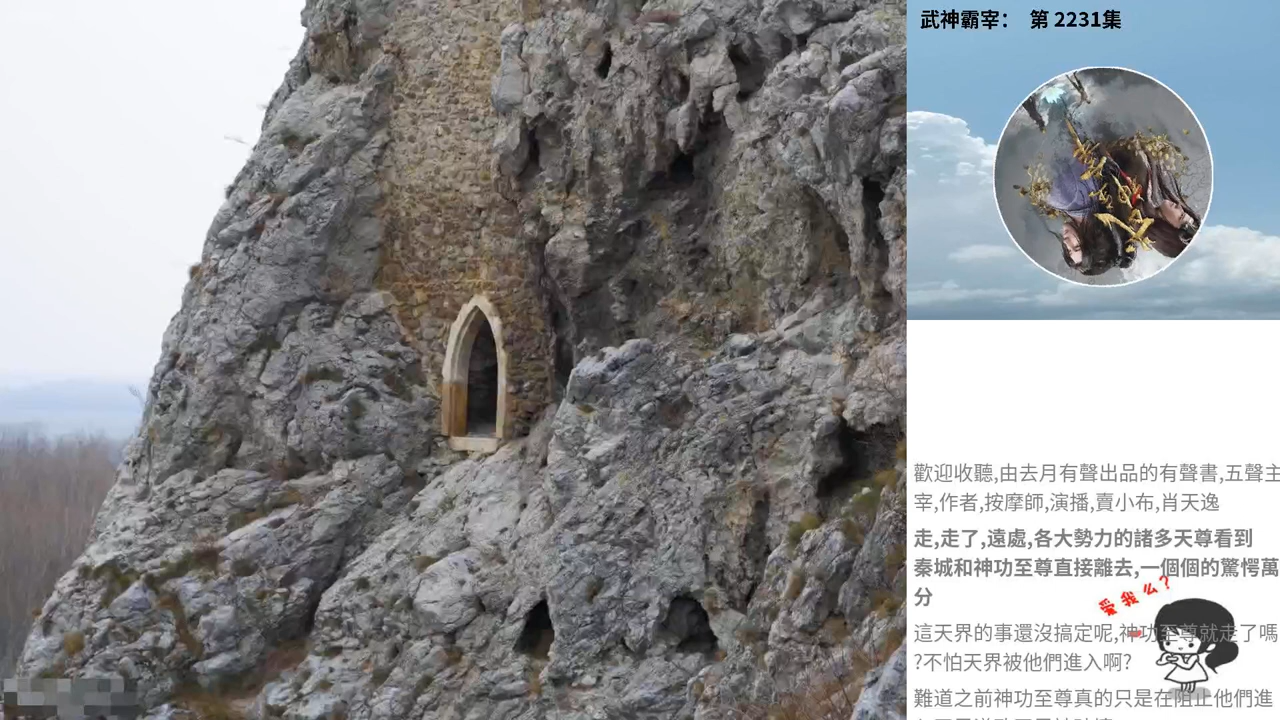 武神霸宰： 第 2231集
歡迎收聽,由去月有聲出品的有聲書,五聲主
宰,作者,按摩師,演播,賣小布,肖天逸
走,走了,遠處,各大勢力的諸多天尊看到
秦城和神功至尊直接離去,一個個的驚愕萬
分
爱我么?
這天界的事還沒搞定呢,神功至尊就走了嗎
?不怕天界被他們進入啊?
難道之前神功至尊真的只是在阻止他們進